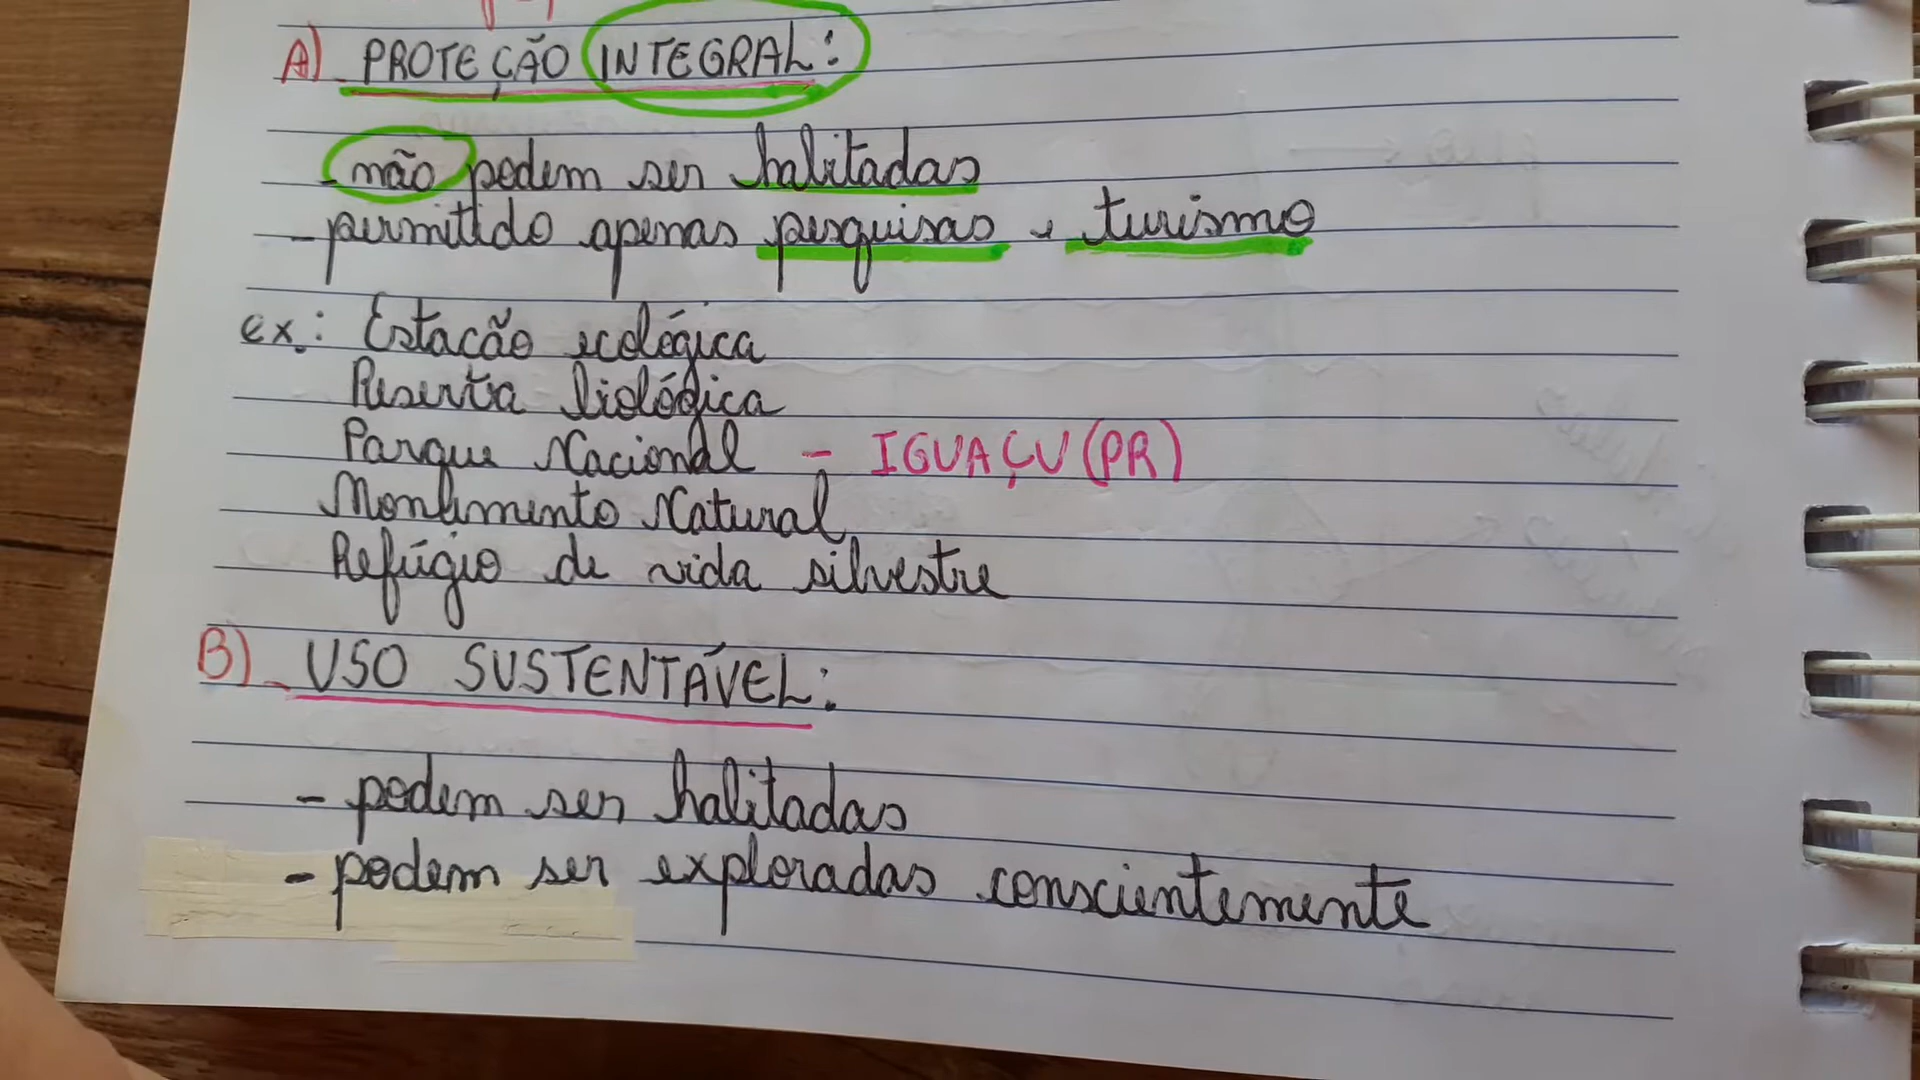 A) PROTEÇÃO INTEGRAL:
- não podem ser habitadas
- permitido apenas pesquisas e turismo
ex.: Estacão ecológica
Reserva biológica
Parque Nacional - IGUAÇU (PR)
Monumento Natural
Refúgio de vida silvestre
B) USO SUSTENTÁVEL:
- podem ser habitadas
- podem ser exploradas conscientemente